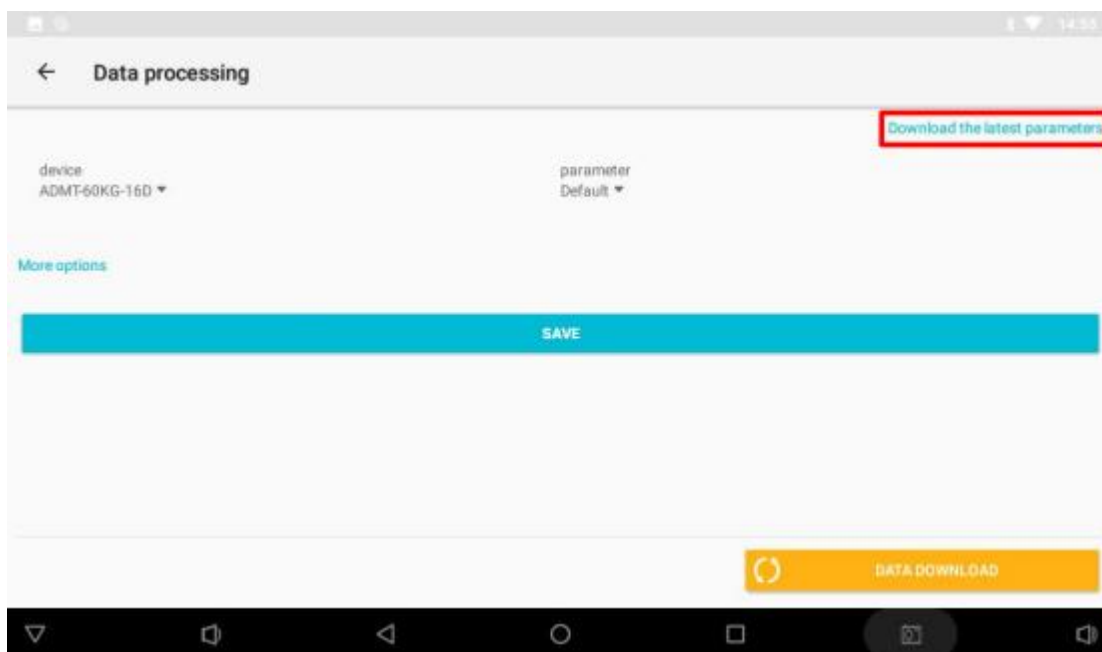 14:55
Data processing
Download the latest parameters
device
parameter
ADMT-60KG-16D
Default
More options
SAVE
DATA DOWNLOAD